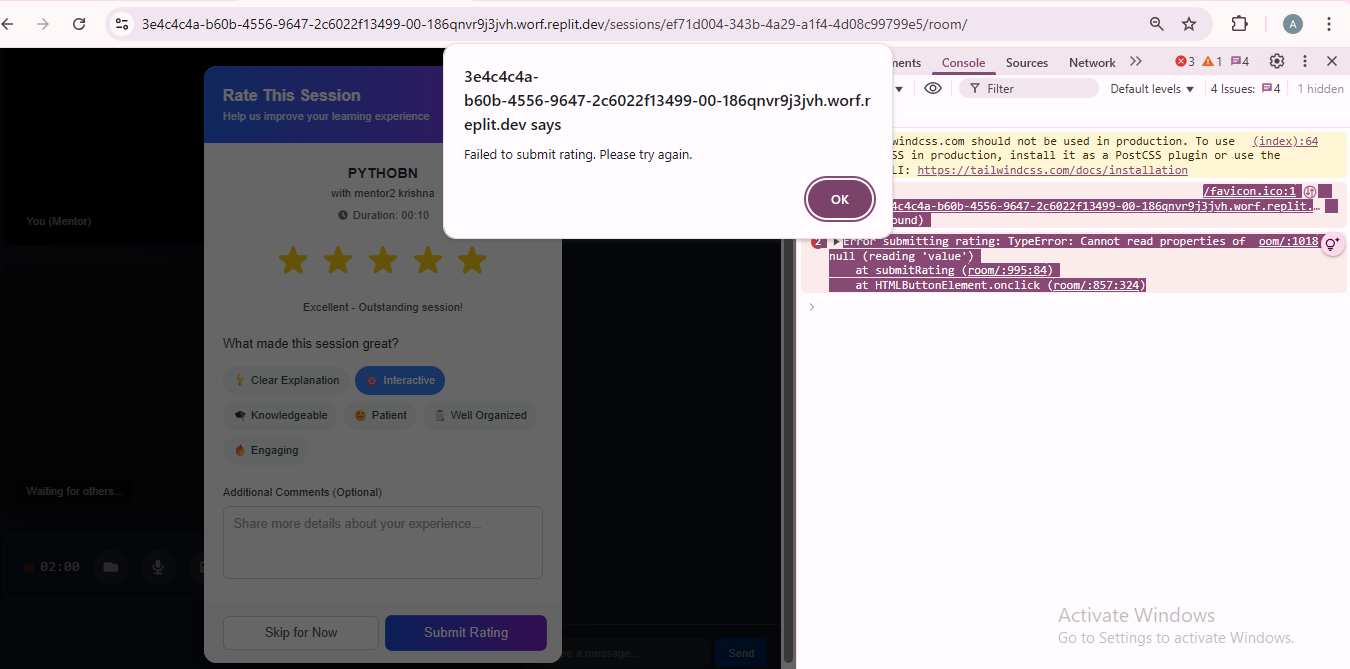 3e4c4c4a-b60b-4556-9647-2c6022f13499-00-186qnvr9j3jvh.worf.replit.dev/sessions/ef71d004-343b-4a29-a1f4-4d08c99799e5/room/
A
3e4c4c4a-
b60b-4556-9647-2c6022f13499-00-186qnvr9j3jvh.worf.r
eplit.dev says
Failed to submit rating. Please try again.
OK
Rate This Session
Help us improve your learning experience
PYTHOBN
with mentor2 krishna
Duration: 00:10
Excellent - Outstanding session!
What made this session great?
Clear Explanation
Interactive
Knowledgeable
Patient
Well Organized
Engaging
Additional Comments (Optional)
Share more details about your experience...
Skip for Now
Submit Rating
You (Mentor)
Waiting for others...
02:00
a message...
Send
ments
Console
Sources
Network
3
1
4
Filter
Default levels
4 Issues:
4
1 hidden
windcss.com should not be used in production. To use (index):64
SS in production, install it as a PostCSS plugin or use the
LI: https://tailwindcss.com/docs/installation
/favicon.ico:1
4c4c4a-b60b-4556-9647-2c6022f13499-00-186qnvr9j3jvh.worf.replit.…
ound)
2
Error submitting rating: TypeError: Cannot read properties of oom/:1018
null (reading 'value')
at submitRating (room/:995:84)
at HTMLButtonElement.onclick (room/:857:324)
Activate Windows
Go to Settings to activate Windows.